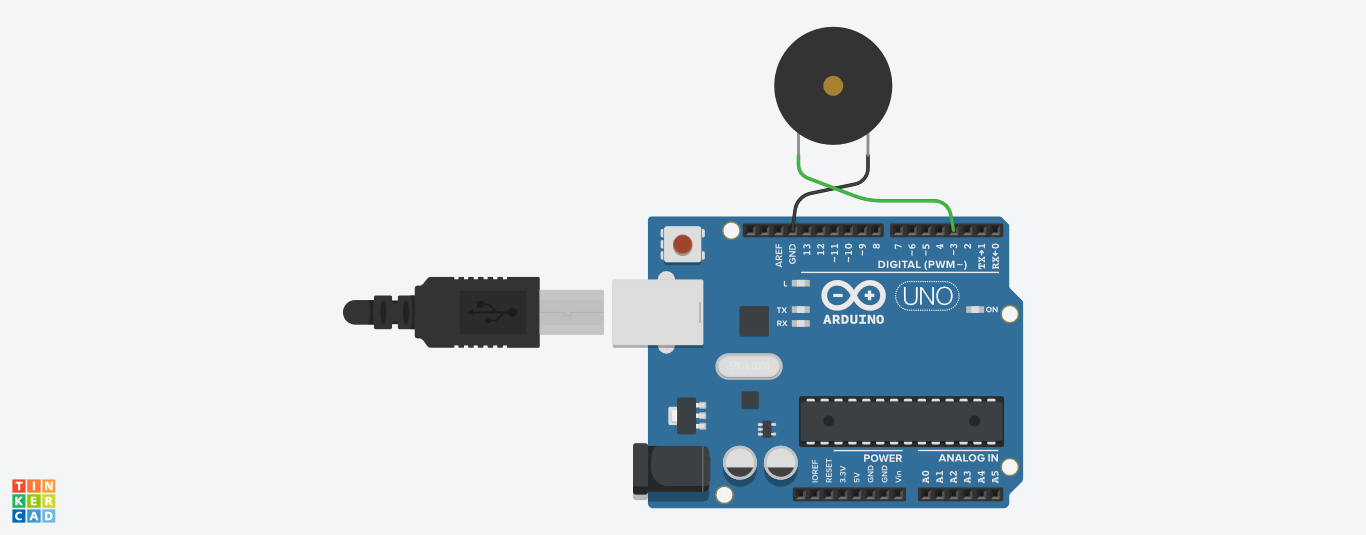 AREF
GND
13
12
~11
~10
~9
8
7
~6
~5
4
~3
2
TX→1
RX←0
DIGITAL (PWM~)
L
TX
RX
ARDUINO
UNO
ON
POWER
ANALOG IN
IOREF
RESET
3.3V
5V
GND
GND
Vin
A0
A1
A2
A3
A4
A5
TIN
KER
CAD